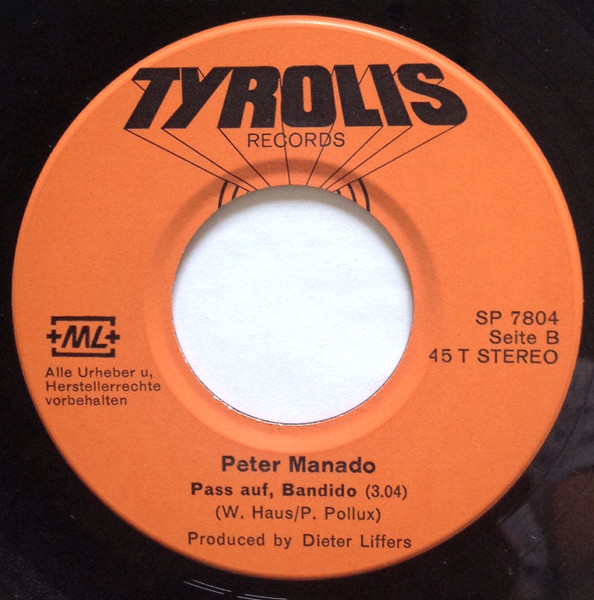 TYROLIS
RECORDS
+ML+
Alle Urheber u,
Herstellerrechte
vorbehalten
SP 7804
Seite B
45 T STEREO
Peter Manado
Pass auf, Bandido (3.04)
(W. Haus/P. Pollux)
Produced by Dieter Liffers